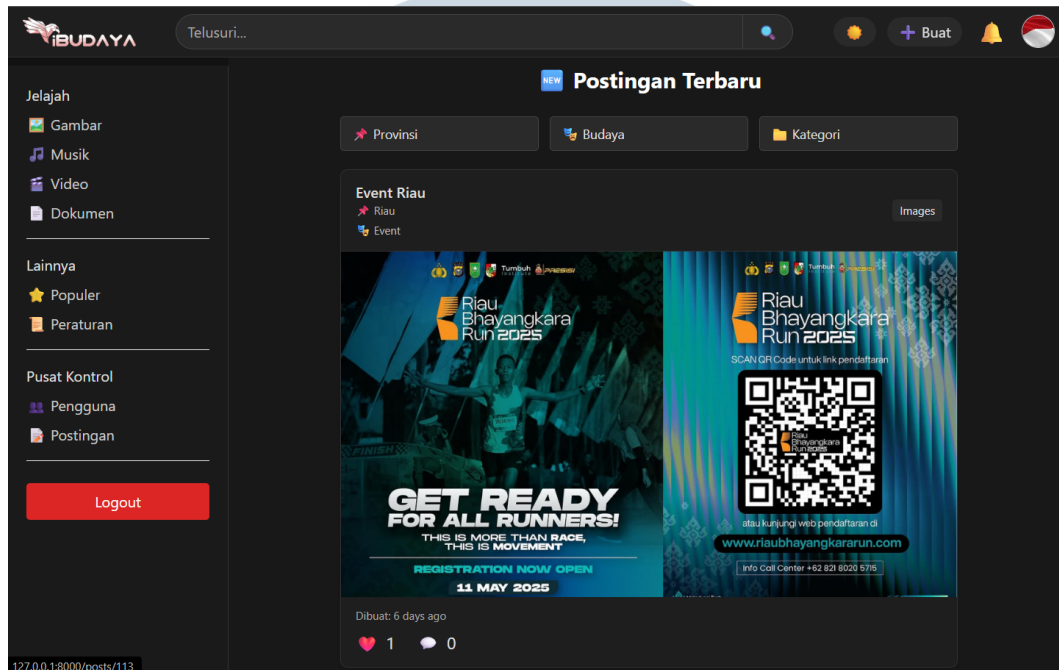 iBUDAYA
Telusuri...
+ Buat
NEW Postingan Terbaru
Jelajah
Gambar
Musik
Video
Dokumen
Lainnya
Populer
Peraturan
Pusat Kontrol
Pengguna
Postingan
Logout
Provinsi
Budaya
Kategori
Event Riau
Riau
Event
Images
Tumbuh
PRESISI
Riau
Bhayangkara
Run 2025
FINISH
GET READY
FOR ALL RUNNERS!
THIS IS MORE THAN RACE,
THIS IS MOVEMENT
REGISTRATION NOW OPEN
11 MAY 2025
Tumbuh
PRESISI
Riau
Bhayangkara
Run 2025
SCAN QR Code untuk link pendaftaran
Riau
Bhayangkara
Run 2025
atau kunjungi web pendaftaran di
www.riaubhayangkararun.com
Info Call Center +62 821 8020 5715
Dibuat: 6 days ago
1
0
127.0.0.1:8000/posts/113